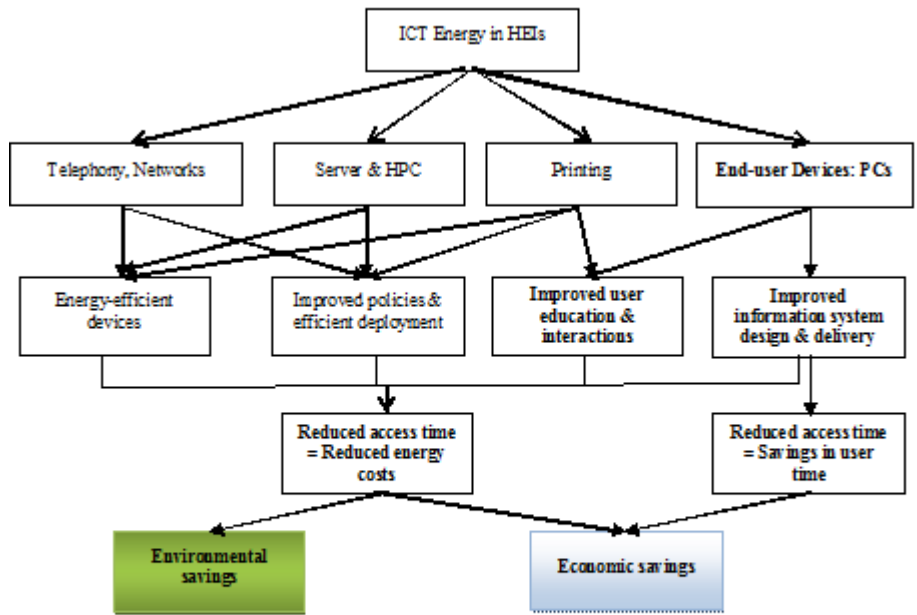 ICT Energy in HEIs
Telephony, Networks
Server & HPC
Printing
End-user Devices: PCs
Energy-efficient
devices
Improved policies &
efficient deployment
Improved user
education &
interactions
Improved
information system
design & delivery
Reduced access time
= Reduced energy
costs
Reduced access time
= Savings in user
time
Environmental
savings
Economic savings